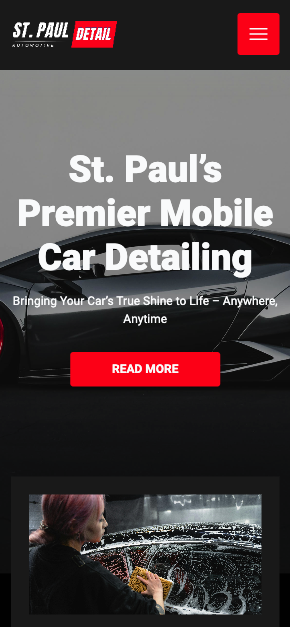 ST. PAUL DETAIL
AUTOMOTIVE
St. Paul’s
Premier Mobile
Car Detailing
Bringing Your Car’s True Shine to Life – Anywhere,
Anytime
READ MORE